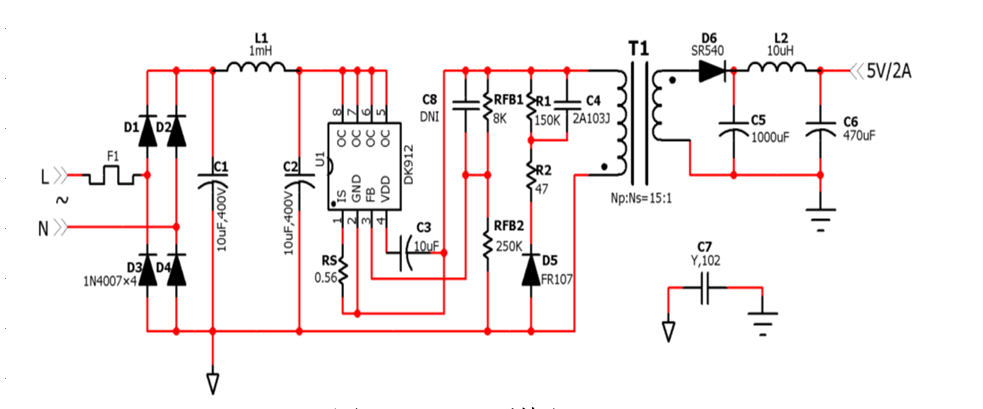 L1
1mH
T1
D6
SR540
L2
10uH
5V/2A
C8
DNI
RFB1
8K
R1
150K
C4
2A103J
D1
D2
8
7
6
5
OC
OC
OC
OC
U1
DK912
IS
GND
FB
VDD
1
2
3
4
C5
1000uF
C6
470uF
F1
L
~
N
C1
10uF,400V
C2
10uF,400V
R2
47
Np:Ns=15:1
C3
10uF
RFB2
250K
RS
0.56
D3
D4
1N4007×4
D5
FR107
C7
Y,102